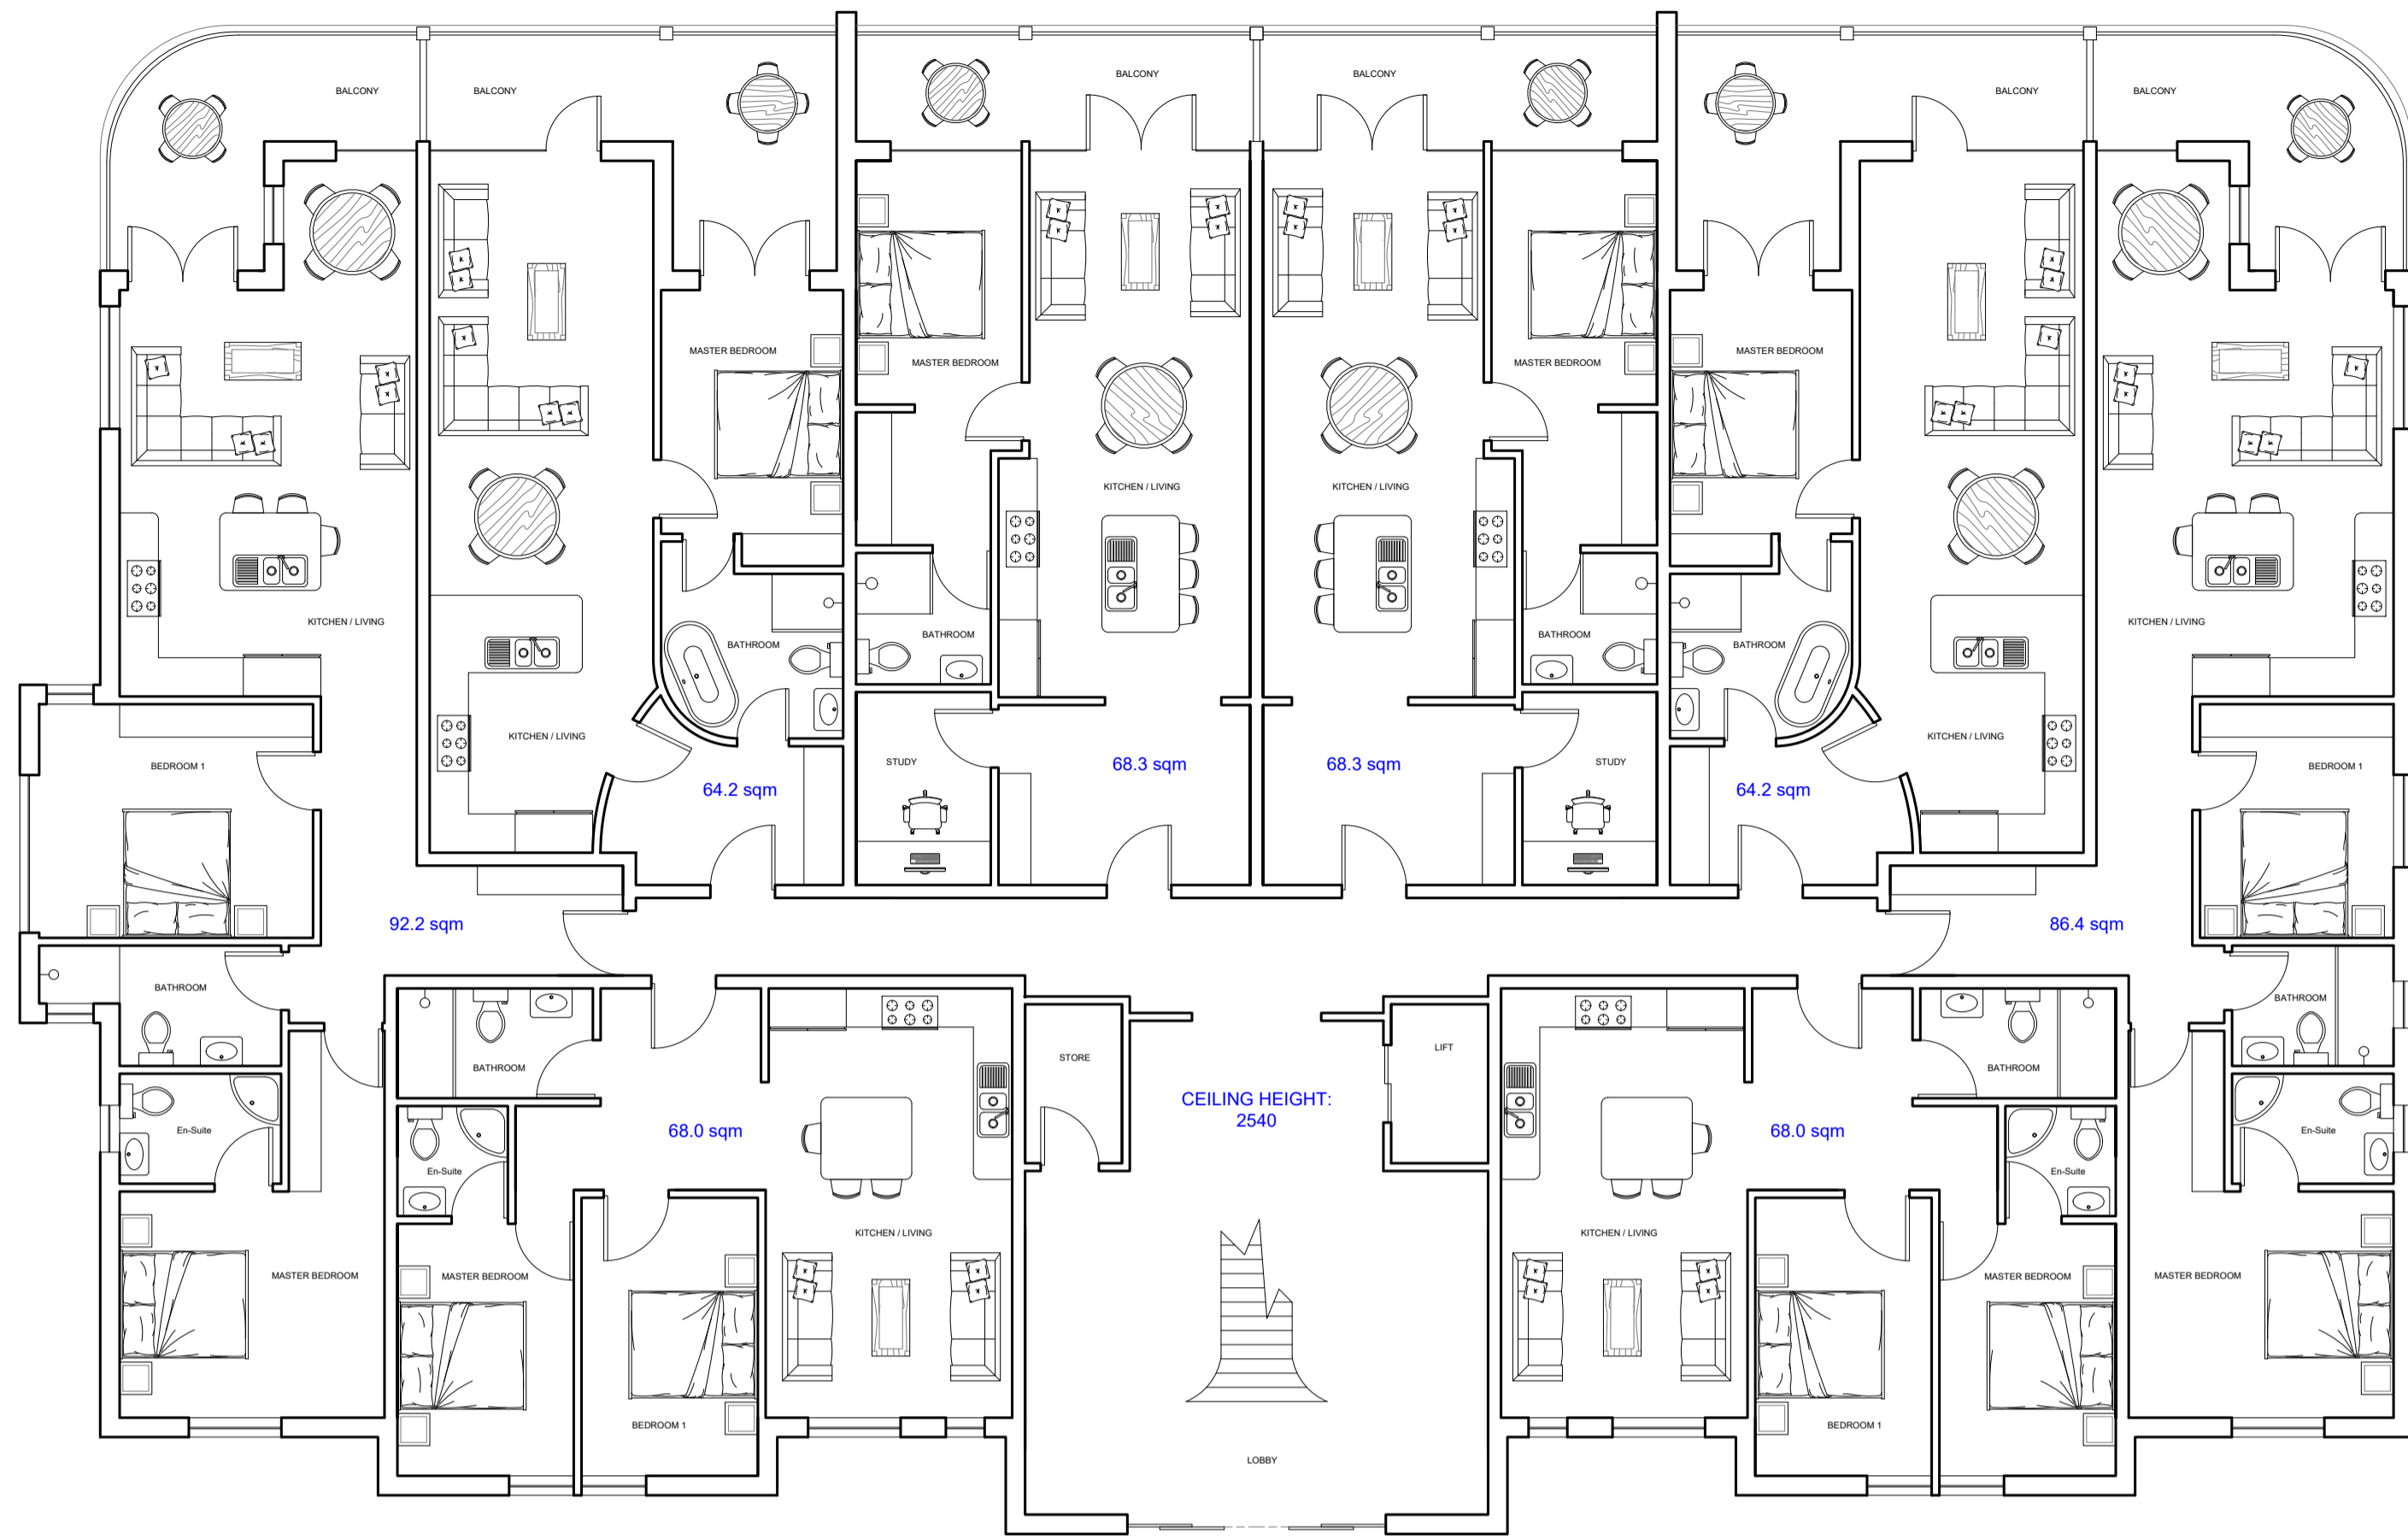 BALCONY
BALCONY
BALCONY
BALCONY
BALCONY
BALCONY
MASTER BEDROOM
MASTER BEDROOM
MASTER BEDROOM
MASTER BEDROOM
KITCHEN / LIVING
KITCHEN / LIVING
KITCHEN / LIVING
KITCHEN / LIVING
BATHROOM
BATHROOM
BATHROOM
BATHROOM
KITCHEN / LIVING
KITCHEN / LIVING
BEDROOM 1
STUDY
68.3 sqm
68.3 sqm
STUDY
BEDROOM 1
64.2 sqm
64.2 sqm
92.2 sqm
86.4 sqm
BATHROOM
BATHROOM
BATHROOM
STORE
LIFT
BATHROOM
CEILING HEIGHT:
2540
En-Suite
68.0 sqm
68.0 sqm
En-Suite
En-Suite
En-Suite
KITCHEN / LIVING
KITCHEN / LIVING
MASTER BEDROOM
MASTER BEDROOM
MASTER BEDROOM
MASTER BEDROOM
BEDROOM 1
BEDROOM 1
LOBBY